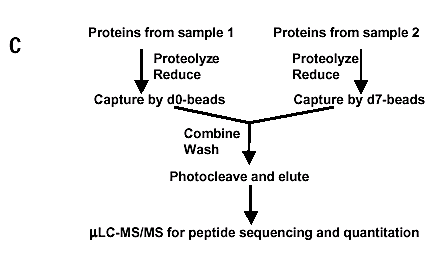 C
Proteins from sample 1 Proteins from sample 2
Proteolyze Proteolyze
Reduce Reduce
Capture by d0-beads Capture by d7-beads
Combine
Wash
Photocleave and elute
µLC-MS/MS for peptide sequencing and quantitation